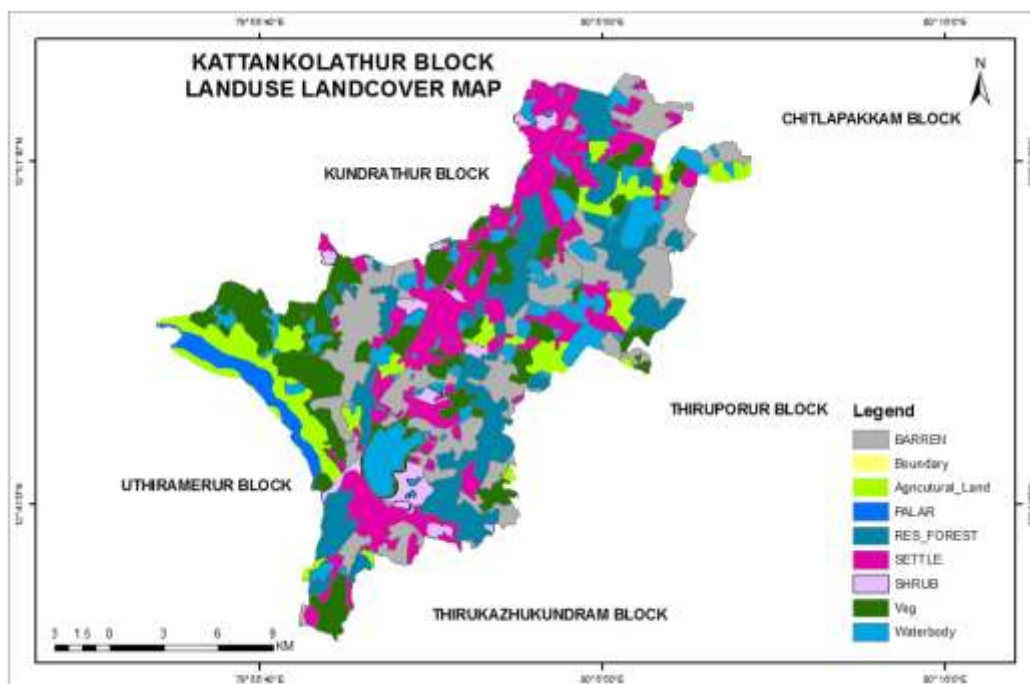 KATTANKOLATHUR BLOCK
LANDUSE LANDCOVER MAP
N
CHITLAPAKKAM BLOCK
KUNDRATHUR BLOCK
THIRUPORUR BLOCK
UTHIRAMERUR BLOCK
THIRUKAZHUKUNDRAM BLOCK
Legend
BARREN
Boundary
Agricutural_Land
PALAR
RES_FOREST
SETTLE
SHRUB
Veg
Waterbody
3 1.5 0 3 6 9
KM